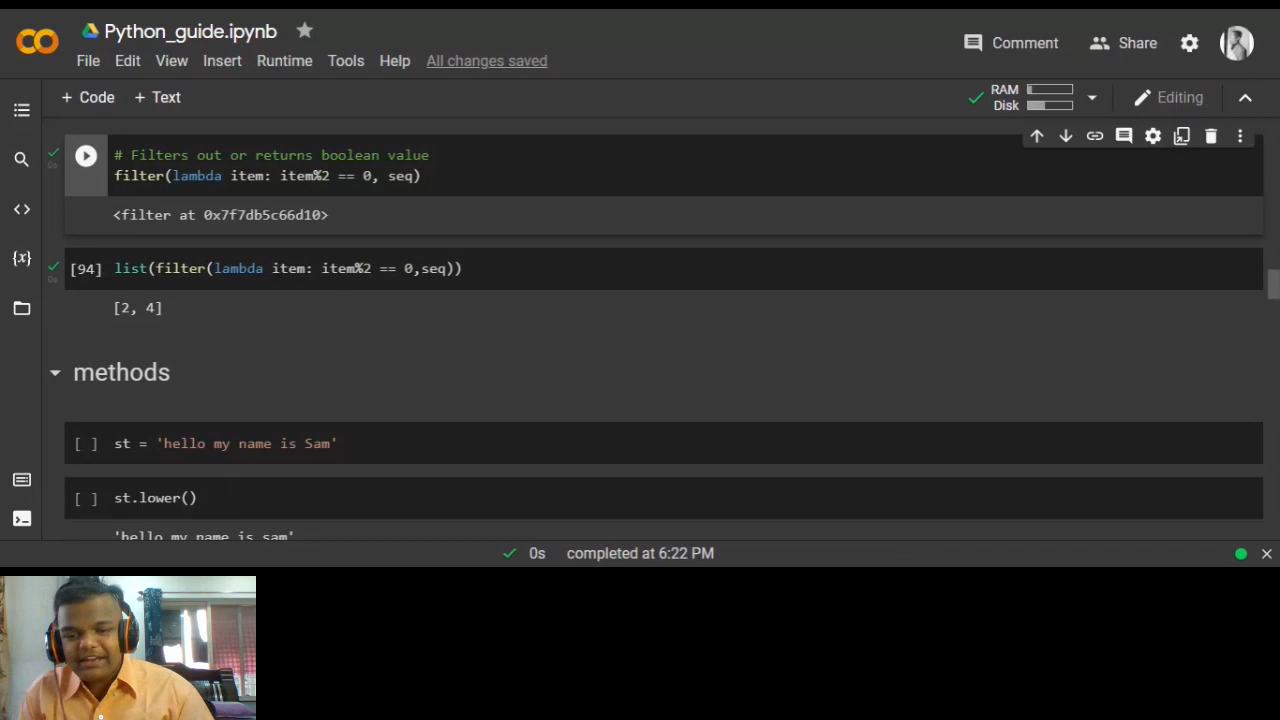 Python_guide.ipynb
File Edit View Insert Runtime Tools Help All changes saved
Comment Share
+ Code + Text
RAM
Disk
Editing
# Filters out or returns boolean value
filter(lambda item: item%2 == 0, seq)
0s
<filter at 0x7f7db5c66d10>
[94] list(filter(lambda item: item%2 == 0,seq))
0s
[2, 4]
methods
[ ] st = 'hello my name is Sam'
[ ] st.lower()
'hello my name is sam'
0s completed at 6:22 PM